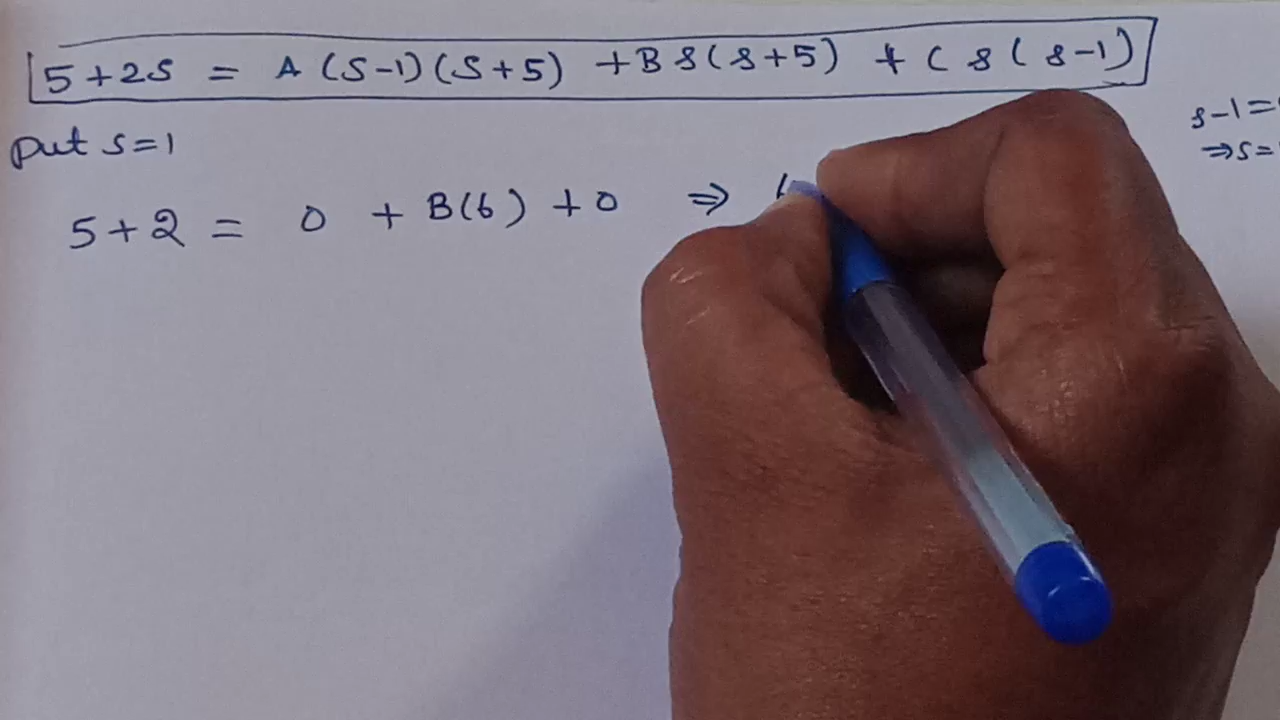 5+2s = A (s-1)(s+5) +B s(s+5) + C s(s-1)
put s=1
s-1=
⇒s=
5+2 = 0 + B(6) +0 ⇒